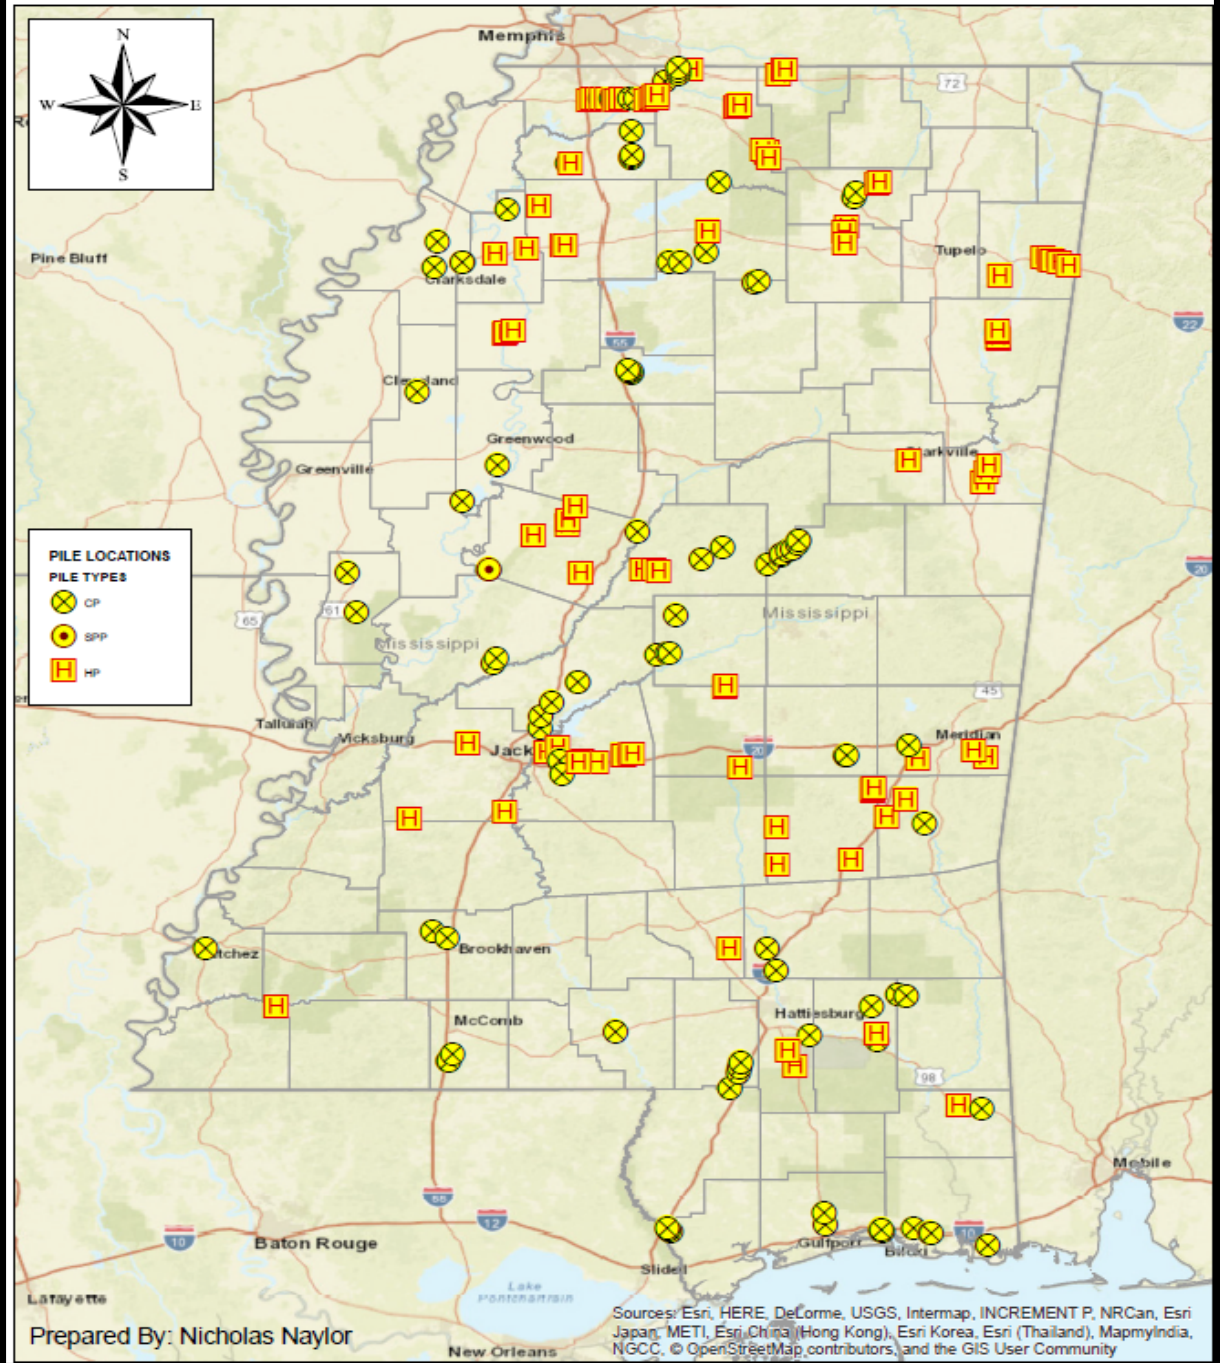 Memphis
N
W
E
S
72
Pine Bluff
Tupelo
Clarksdale
22
55
Greenwood
Greenville
PILE LOCATIONS
PILE TYPES
CP
SPP
H
HP
20
65
61
Mississippi
Mississippi
45
Tallulah
Vicksburg
Jack
20
Meridian
tchez
Brookhaven
McComb
Hattiesburg
98
Mobile
55
12
10
10
Baton Rouge
Gulfport
Biloxi
Slidell
Lake
Pontchartrain
Lafayette
Sources: Esri, HERE, DeLorme, USGS, Intermap, INCREMENT P, NRCan, Esri
Japan, METI, Esri China (Hong Kong), Esri Korea, Esri (Thailand), MapmyIndia,
NGCC, © OpenStreetMap contributors, and the GIS User Community
Prepared By: Nicholas Naylor
New Orleans